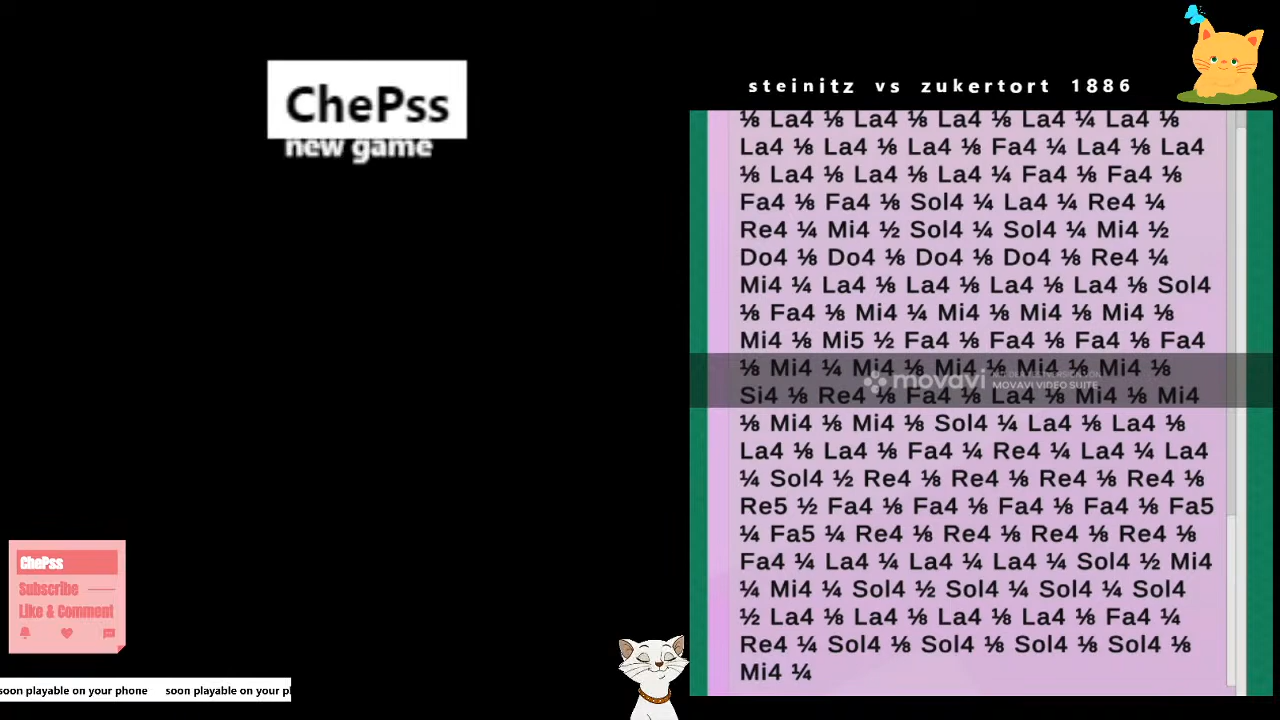 ChePss
new game
steinitz vs zukertort 1886
⅛ La4 ⅛ La4 ⅛ La4 ⅛ La4 ¼ La4 ⅛
La4 ⅛ La4 ⅛ La4 ⅛ Fa4 ¼ La4 ⅛ La4
⅛ La4 ⅛ La4 ⅛ La4 ¼ Fa4 ⅛ Fa4 ⅛
Fa4 ⅛ Fa4 ⅛ Sol4 ¼ La4 ¼ Re4 ¼
Re4 ¼ Mi4 ½ Sol4 ¼ Sol4 ¼ Mi4 ½
Do4 ⅛ Do4 ⅛ Do4 ⅛ Do4 ⅛ Re4 ¼
Mi4 ¼ La4 ⅛ La4 ⅛ La4 ⅛ La4 ⅛ Sol4
⅛ Fa4 ⅛ Mi4 ¼ Mi4 ⅛ Mi4 ⅛ Mi4 ⅛
Mi4 ⅛ Mi5 ½ Fa4 ⅛ Fa4 ⅛ Fa4 ⅛ Fa4
⅛ Mi4 ¼ Mi4 ⅛ Mi4 ⅛ Mi4 ⅛ Mi4 ⅛
Si4 ⅛ Re4 ⅛ Fa4 ⅛ La4 ⅛ Mi4 ⅛ Mi4
⅛ Mi4 ⅛ Mi4 ⅛ Sol4 ¼ La4 ⅛ La4 ⅛
La4 ⅛ La4 ⅛ Fa4 ¼ Re4 ¼ La4 ¼ La4
¼ Sol4 ½ Re4 ⅛ Re4 ⅛ Re4 ⅛ Re4 ⅛
Re5 ½ Fa4 ⅛ Fa4 ⅛ Fa4 ⅛ Fa4 ⅛ Fa5
¼ Fa5 ¼ Re4 ⅛ Re4 ⅛ Re4 ⅛ Re4 ⅛
Fa4 ¼ La4 ¼ La4 ¼ La4 ¼ Sol4 ½ Mi4
¼ Mi4 ¼ Sol4 ½ Sol4 ¼ Sol4 ¼ Sol4
½ La4 ⅛ La4 ⅛ La4 ⅛ La4 ⅛ Fa4 ¼
Re4 ¼ Sol4 ⅛ Sol4 ⅛ Sol4 ⅛ Sol4 ⅛
Mi4 ¼
movavi
MOVAVI VIDEO SUITE
ChePss
Subscribe
Like & Comment
soon playable on your phone soon playable on your